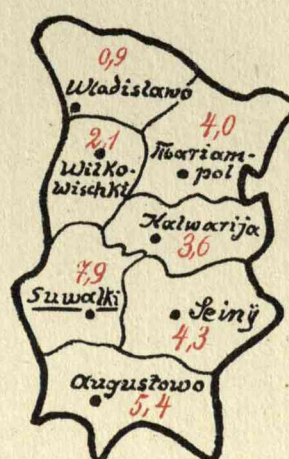 0,9
Wladislawo
2,1
Wilko-
wischki
4,0
Mariam-
pol
Kalwarija
3,6
7,9
Suwalki
Seinÿ
4,3
Augustowo
5,4